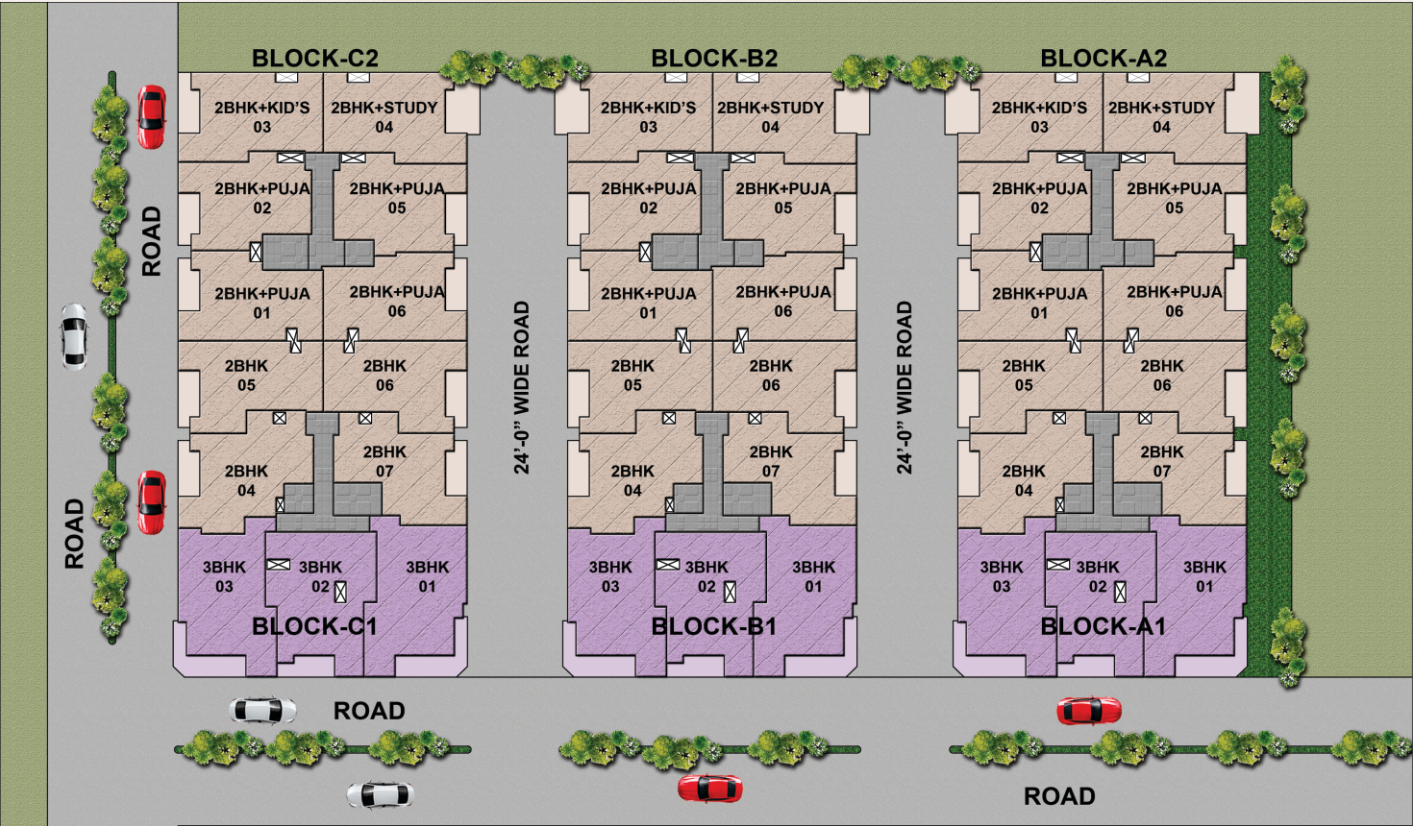 BLOCK-C2
BLOCK-B2
BLOCK-A2
2BHK+KID'S
03
2BHK+STUDY
04
2BHK+KID'S
03
2BHK+STUDY
04
2BHK+KID'S
03
2BHK+STUDY
04
2BHK+PUJA
02
2BHK+PUJA
05
2BHK+PUJA
02
2BHK+PUJA
05
2BHK+PUJA
02
2BHK+PUJA
05
ROAD
2BHK+PUJA
01
2BHK+PUJA
06
2BHK+PUJA
01
2BHK+PUJA
06
2BHK+PUJA
01
2BHK+PUJA
06
24'-0" WIDE ROAD
24'-0" WIDE ROAD
2BHK
05
2BHK
06
2BHK
05
2BHK
06
2BHK
05
2BHK
06
2BHK
04
2BHK
07
2BHK
04
2BHK
07
2BHK
04
2BHK
07
ROAD
3BHK
03
3BHK
02
3BHK
01
3BHK
03
3BHK
02
3BHK
01
3BHK
03
3BHK
02
3BHK
01
BLOCK-C1
BLOCK-B1
BLOCK-A1
ROAD
ROAD